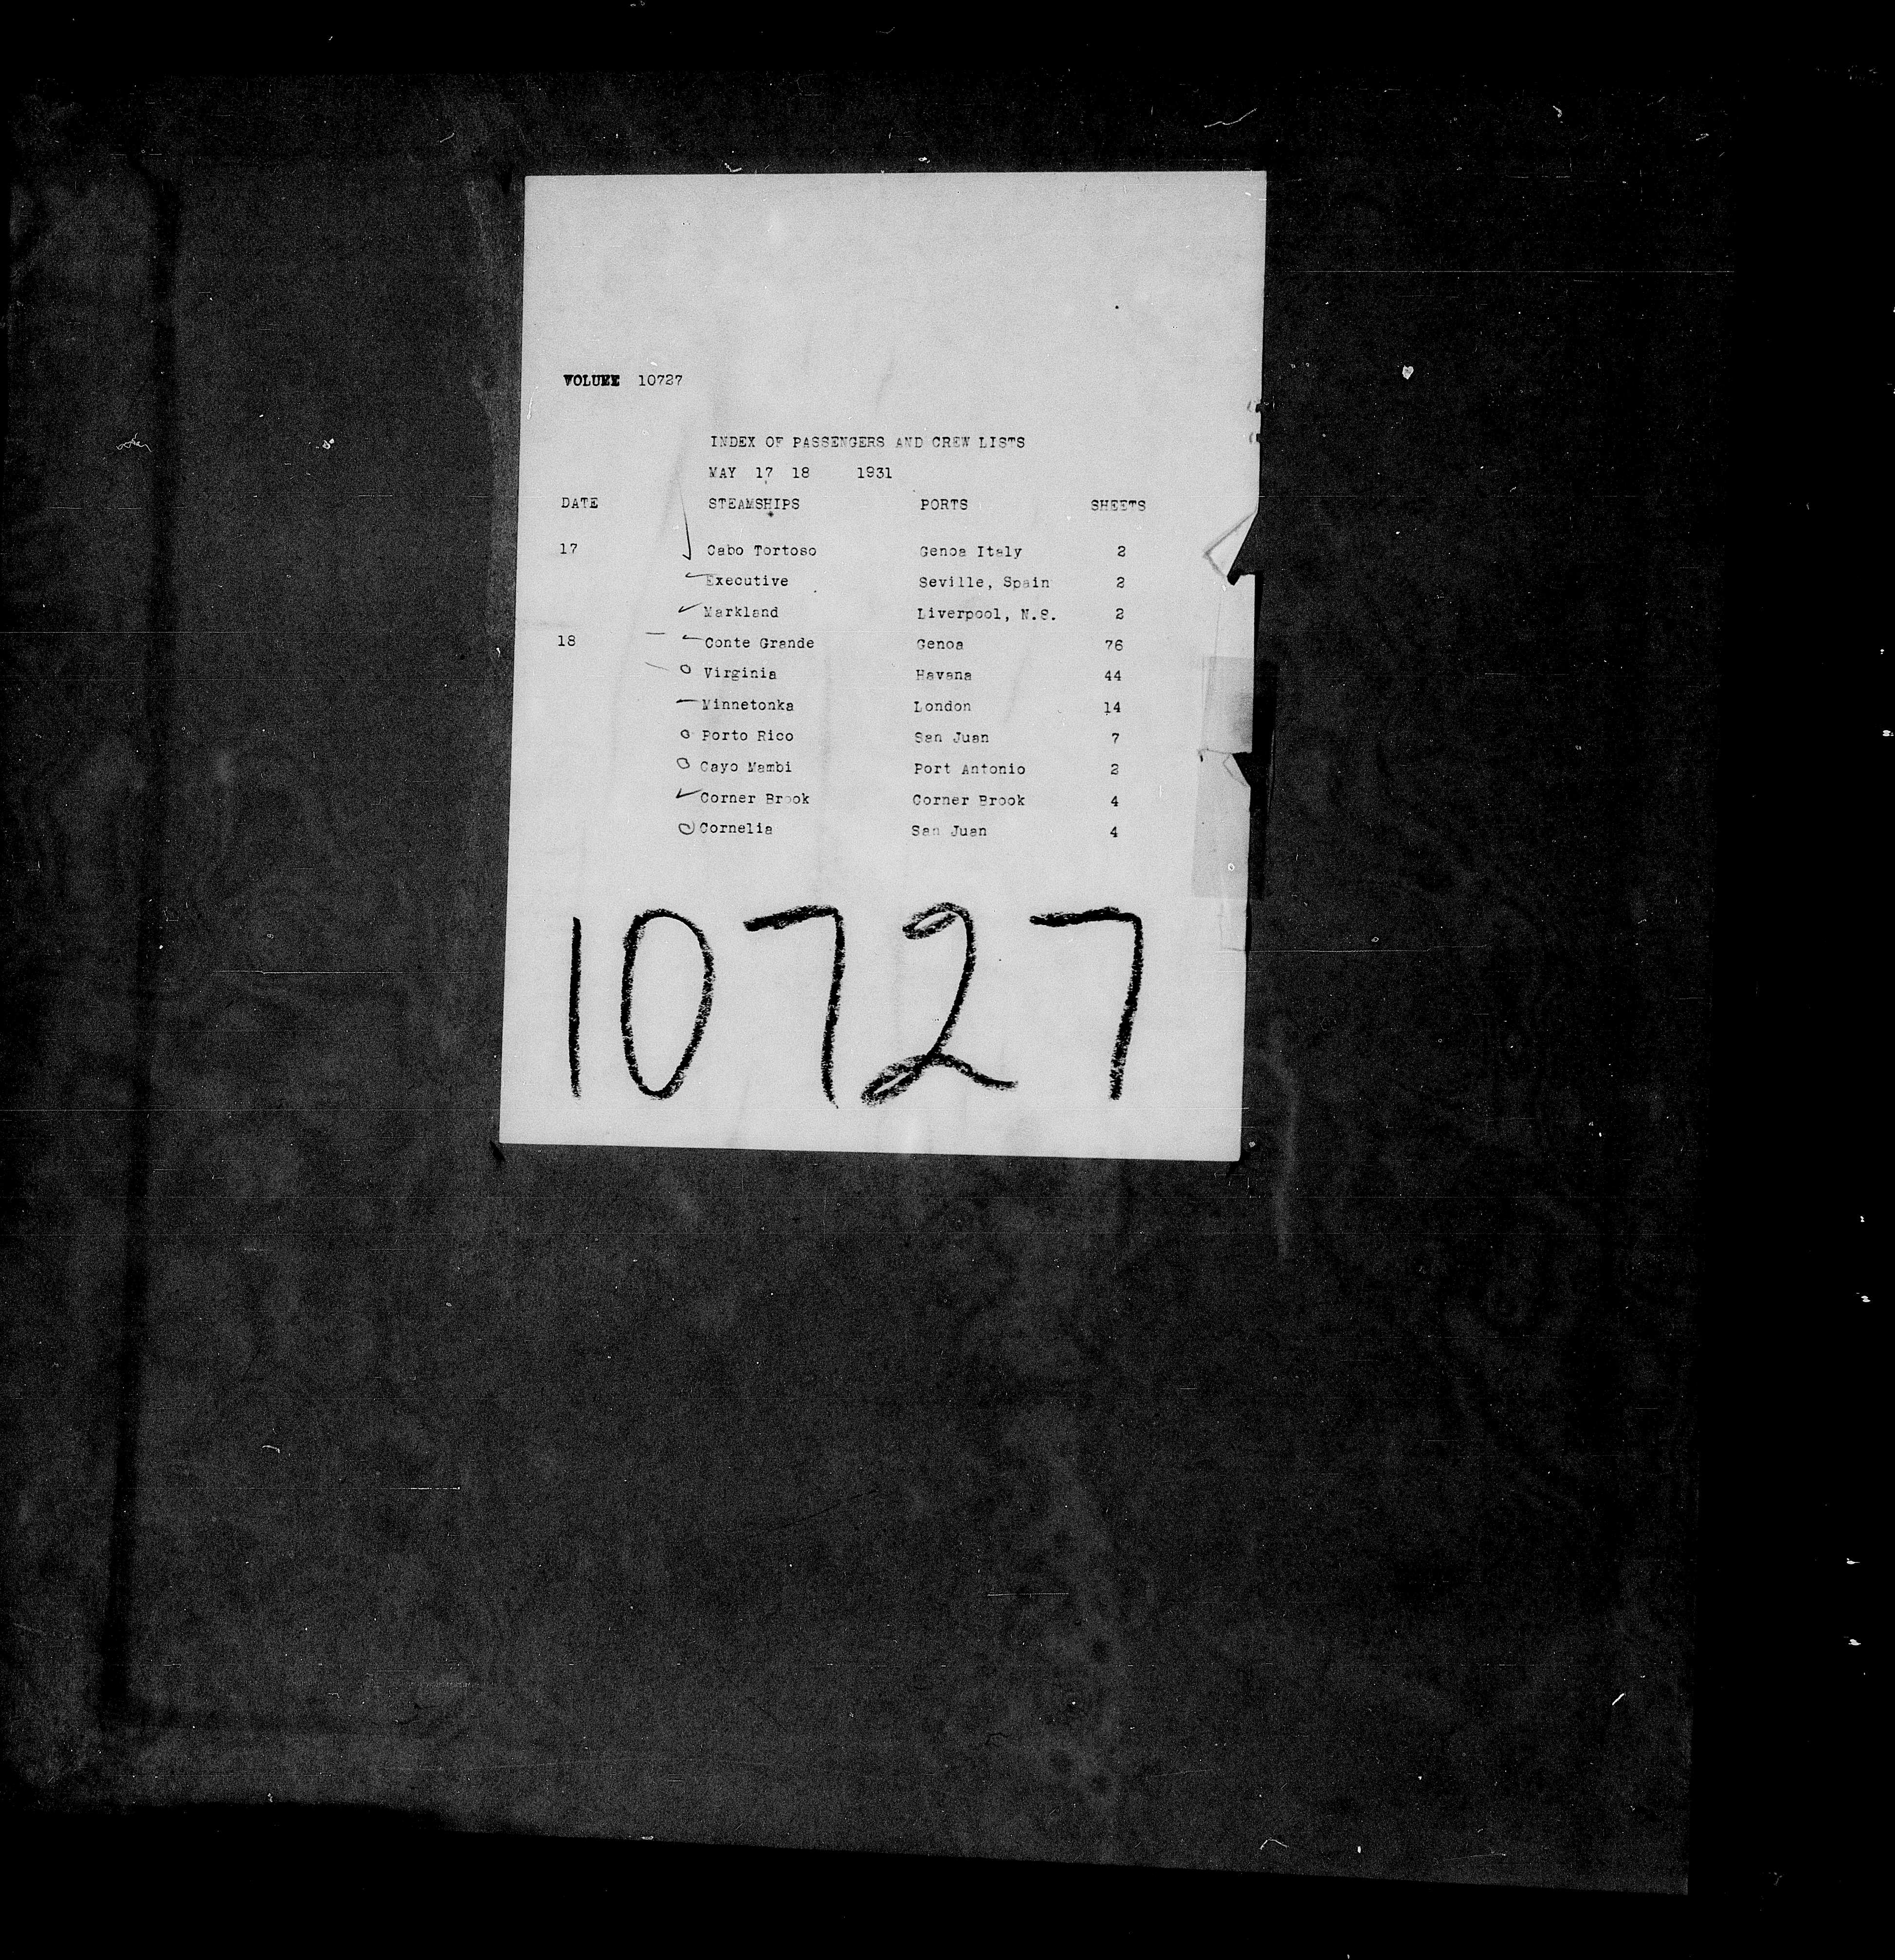 VOLUME 10727
INDEX OF PASSENGERS AND CREW LISTS
MAY 17 18 1931
DATE STEAMSHIPS PORTS SHEETS
17 Cabo Tortoso Genoa Italy 2
Executive Seville, Spain 2
Markland Liverpool, N.S. 2
18 Conte Grande Genoa 76
Virginia Havana 44
Minnetonka London 14
Porto Rico San Juan 7
Cayo Mambi Port Antonio 2
Corner Brook Corner Brook 4
Cornelia San Juan 4
10727